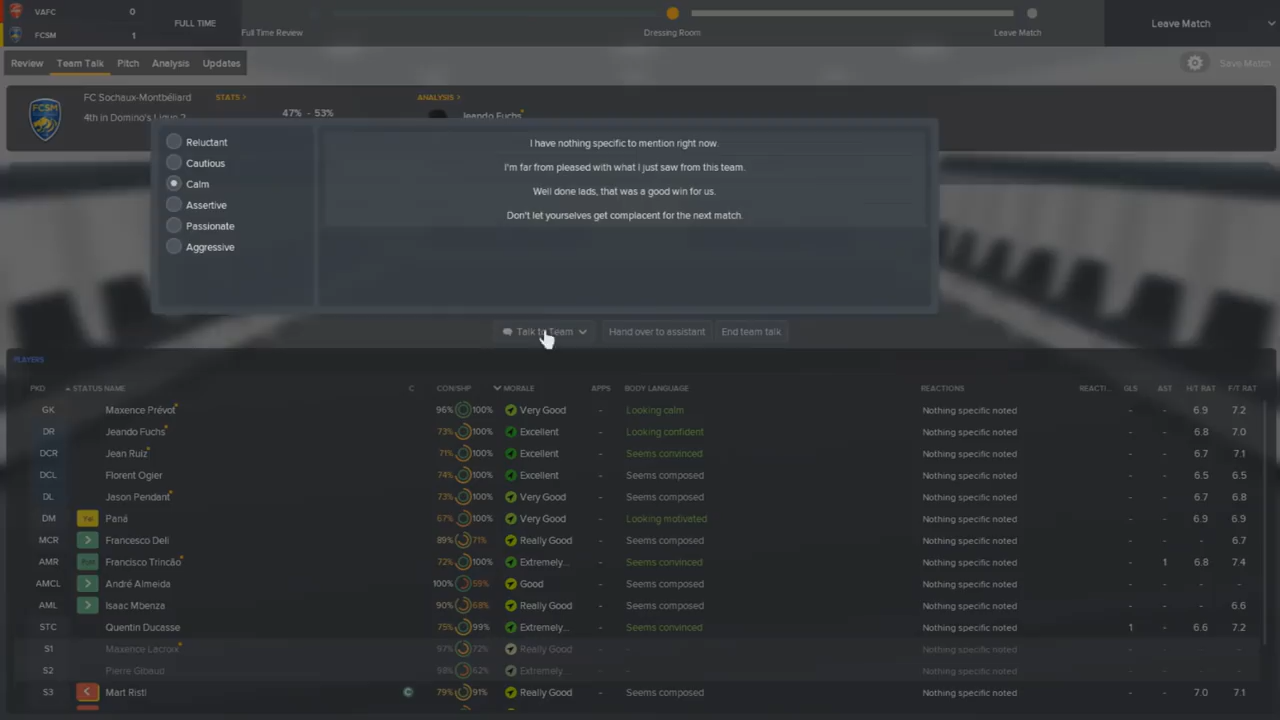 VAFC 0
FCSM 1
FULL TIME
Full Time Review
Dressing Room
Leave Match
Leave Match
Review Team Talk Pitch Analysis Updates
Save Match
FCSM
FC Sochaux-Montbéliard
4th in Domino's Ligue 2
STATS >
47% - 53%
ANALYSIS >
Jeando Fuchs
Reluctant
Cautious
Calm
Assertive
Passionate
Aggressive
I have nothing specific to mention right now.
I'm far from pleased with what I just saw from this team.
Well done lads, that was a good win for us.
Don't let yourselves get complacent for the next match.
Talk to Team Hand over to assistant End team talk
PLAYERS
PKD STATUS NAME C CON/SHP MORALE APPS BODY LANGUAGE REACTIONS REACTI... GLS AST H/T RAT F/T RAT
GK Maxence Prévot 96% 100% Very Good - Looking calm Nothing specific noted - - 6.9 7.2
DR Jeando Fuchs 73% 100% Excellent - Looking confident Nothing specific noted - - 6.8 7.0
DCR Jean Ruiz 71% 100% Excellent - Seems convinced Nothing specific noted - - 6.7 7.1
DCL Florent Ogier 74% 100% Excellent - Seems composed Nothing specific noted - - 6.5 6.5
DL Jason Pendant 73% 100% Very Good - Seems composed Nothing specific noted - - 6.7 6.8
DM Yel Paná 67% 100% Very Good - Looking motivated Nothing specific noted - - 6.9 6.9
MCR Francesco Deli 89% 71% Really Good - Seems composed Nothing specific noted - - 6.7
AMR Francisco Trincão 72% 100% Extremely... - Seems convinced Nothing specific noted - 1 6.8 7.4
AMCL André Almeida 100% 59% Good - Seems composed Nothing specific noted - - - -
AML Isaac Mbenza 90% 68% Really Good - Seems composed Nothing specific noted - - 6.6
STC Quentin Ducasse 75% 99% Extremely... - Seems convinced Nothing specific noted 1 - 6.6 7.2
S1 Maxence Lacroix 97% 72% Really Good - - Nothing specific noted - - - -
S2 Pierre Gibaud 98% 62% Extremely... - - Nothing specific noted - - - -
S3 Mart Ristl C 79% 91% Really Good - Seems composed Nothing specific noted - - 7.0 7.1